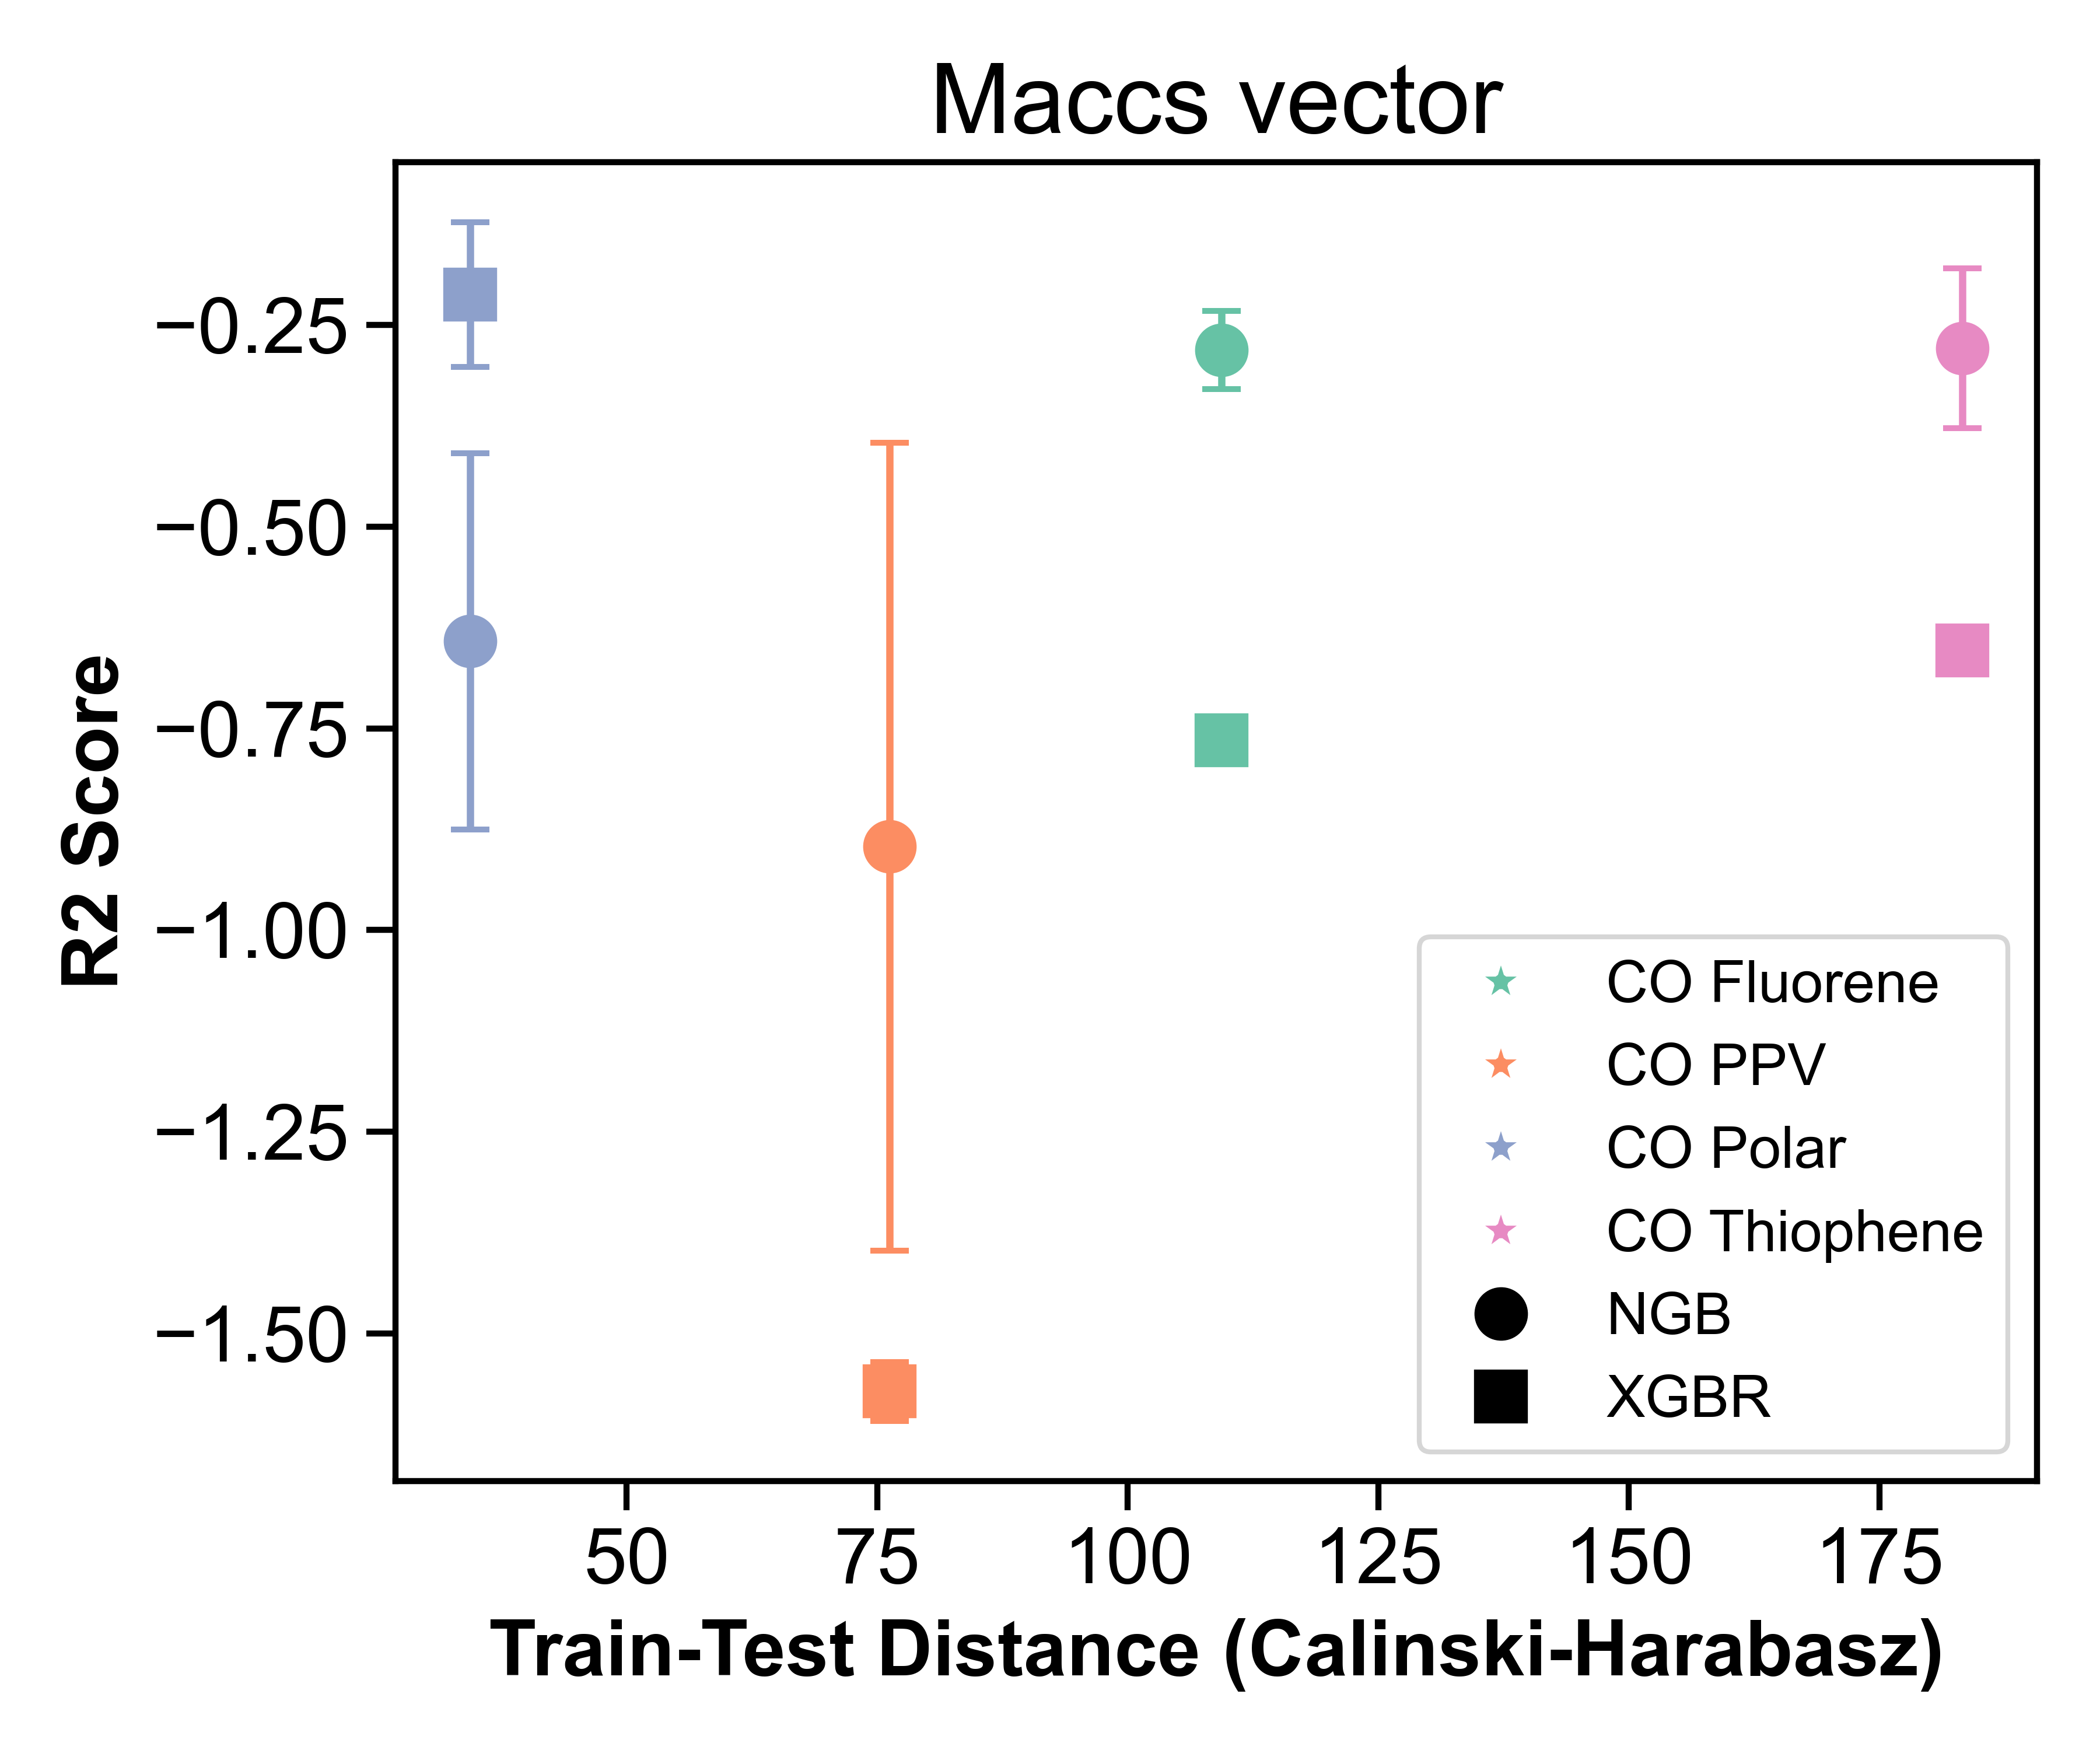 Maccs vector
R2 Score
−0.25
−0.50
−0.75
−1.00
−1.25
−1.50
CO Fluorene
CO PPV
CO Polar
CO Thiophene
NGB
XGBR
50 75 100 125 150 175
Train-Test Distance (Calinski-Harabasz)